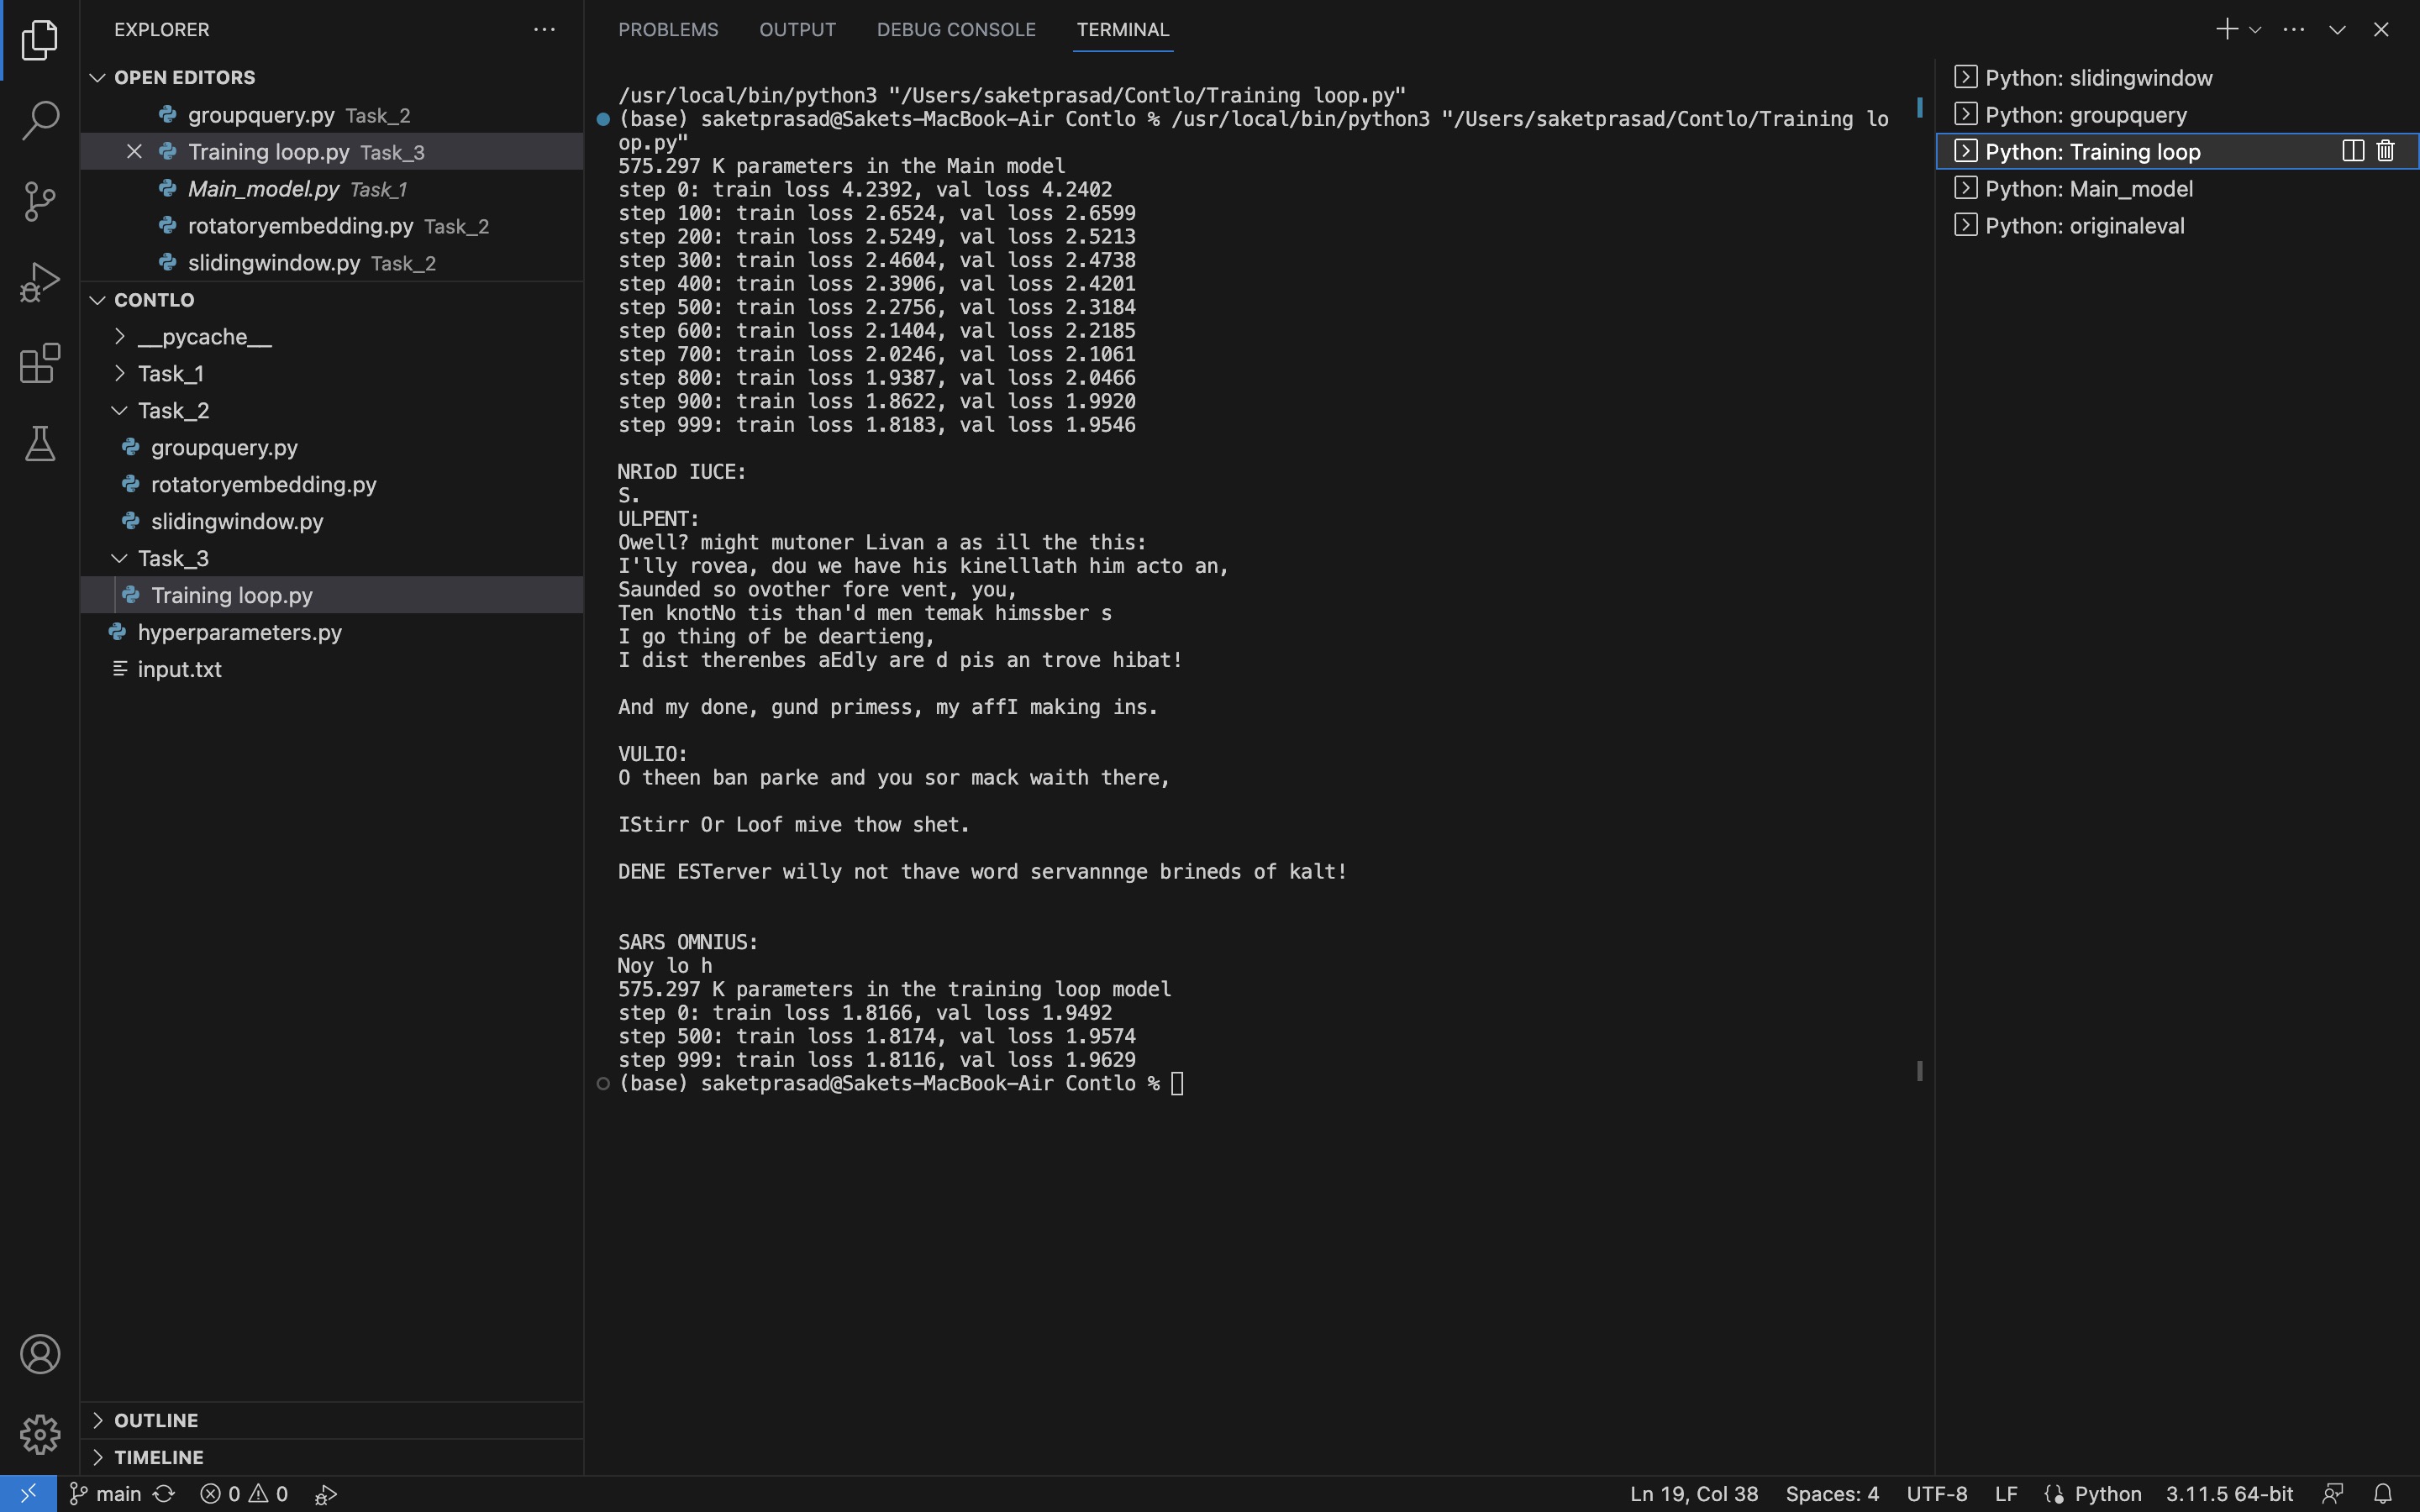 EXPLORER
OPEN EDITORS
groupquery.py Task_2
Training loop.py Task_3
Main_model.py Task_1
rotatoryembedding.py Task_2
slidingwindow.py Task_2
CONTLO
__pycache__
Task_1
Task_2
groupquery.py
rotatoryembedding.py
slidingwindow.py
Task_3
Training loop.py
hyperparameters.py
input.txt
OUTLINE
TIMELINE
PROBLEMS OUTPUT DEBUG CONSOLE TERMINAL
/usr/local/bin/python3 "/Users/saketprasad/Contlo/Training loop.py"
(base) saketprasad@Sakets-MacBook-Air Contlo % /usr/local/bin/python3 "/Users/saketprasad/Contlo/Training lo
op.py"
575.297 K parameters in the Main model
step 0: train loss 4.2392, val loss 4.2402
step 100: train loss 2.6524, val loss 2.6599
step 200: train loss 2.5249, val loss 2.5213
step 300: train loss 2.4604, val loss 2.4738
step 400: train loss 2.3906, val loss 2.4201
step 500: train loss 2.2756, val loss 2.3184
step 600: train loss 2.1404, val loss 2.2185
step 700: train loss 2.0246, val loss 2.1061
step 800: train loss 1.9387, val loss 2.0466
step 900: train loss 1.8622, val loss 1.9920
step 999: train loss 1.8183, val loss 1.9546
NRIoD IUCE:
S.
ULPENT:
Owell? might mutoner Livan a as ill the this:
I'lly rovea, dou we have his kinelllath him acto an,
Saunded so ovother fore vent, you,
Ten knotNo tis than'd men temak himssber s
I go thing of be deartieng,
I dist therenbes aEdly are d pis an trove hibat!
And my done, gund primess, my affI making ins.
VULIO:
O theen ban parke and you sor mack waith there,
IStirr Or Loof mive thow shet.
DENE ESTerver willy not thave word servannnge brineds of kalt!
SARS OMNIUS:
Noy lo h
575.297 K parameters in the training loop model
step 0: train loss 1.8166, val loss 1.9492
step 500: train loss 1.8174, val loss 1.9574
step 999: train loss 1.8116, val loss 1.9629
(base) saketprasad@Sakets-MacBook-Air Contlo %
Python: slidingwindow
Python: groupquery
Python: Training loop
Python: Main_model
Python: originaleval
main 0 0 Ln 19, Col 38 Spaces: 4 UTF-8 LF Python 3.11.5 64-bit